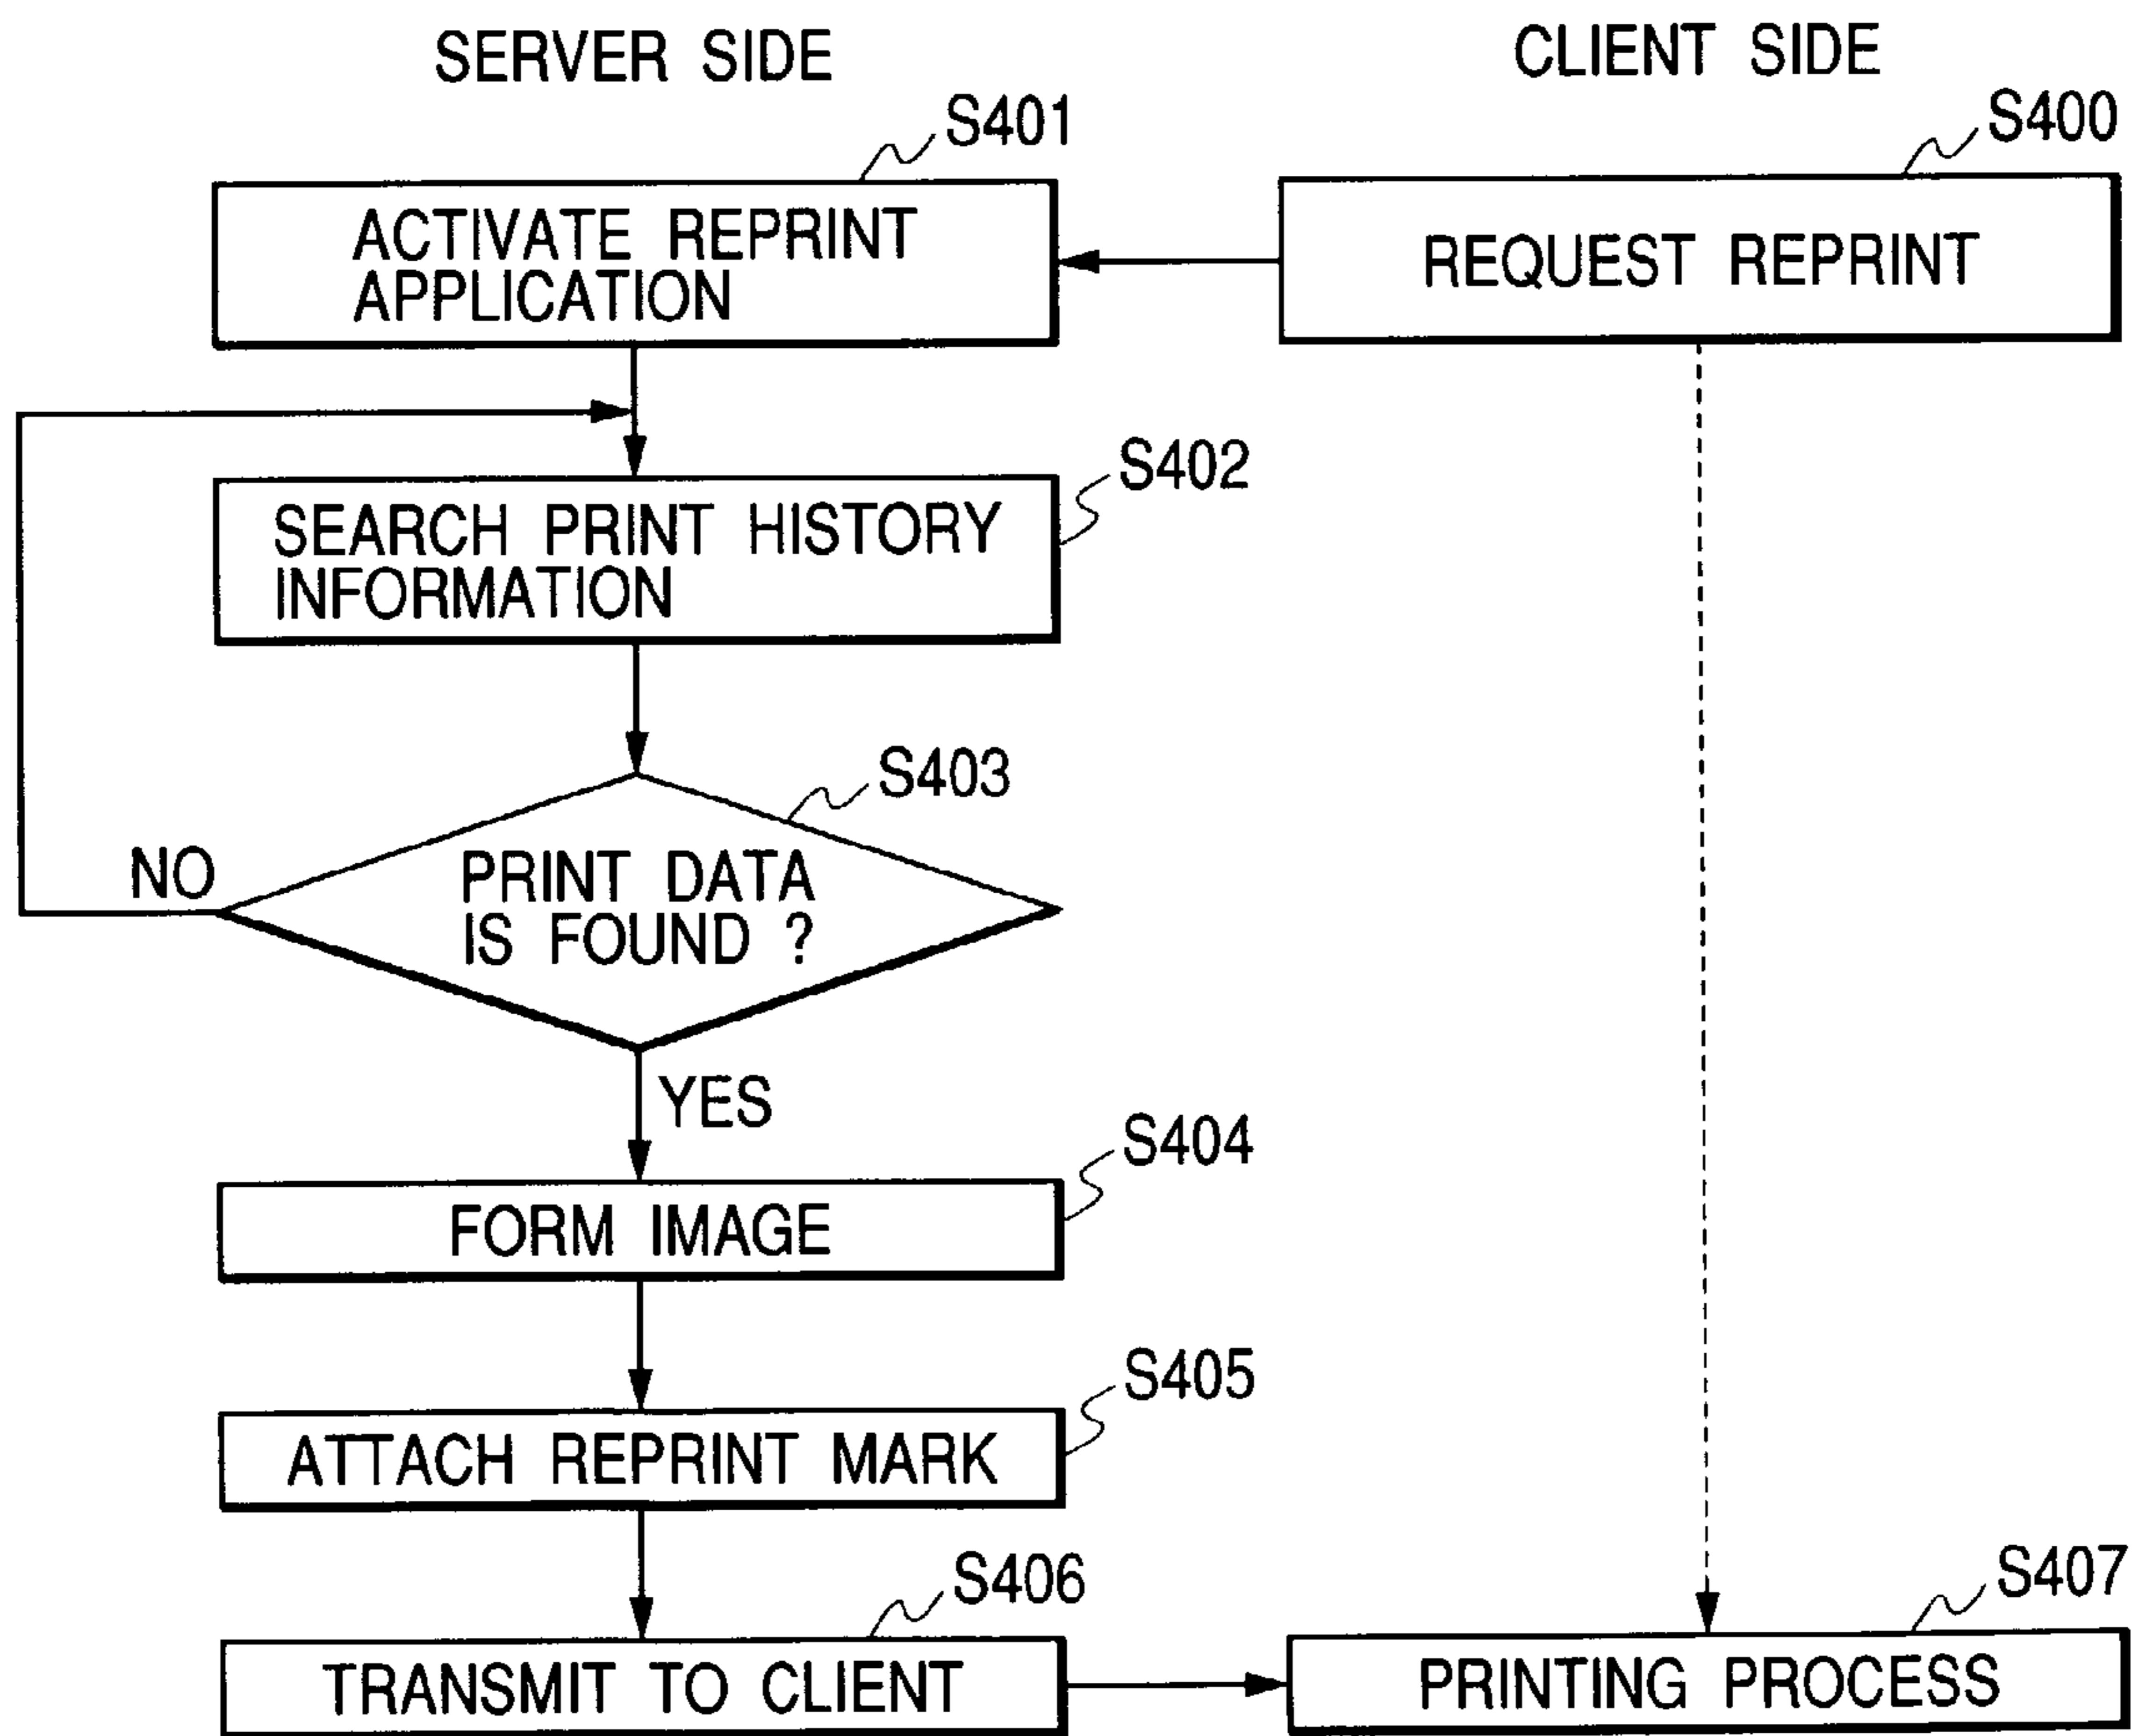 SERVER SIDE
CLIENT SIDE
S401
S400
ACTIVATE REPRINT
APPLICATION
REQUEST REPRINT
S402
SEARCH PRINT HISTORY
INFORMATION
S403
NO
PRINT DATA
IS FOUND ?
YES
S404
FORM IMAGE
S405
ATTACH REPRINT MARK
S406
S407
TRANSMIT TO CLIENT
PRINTING PROCESS